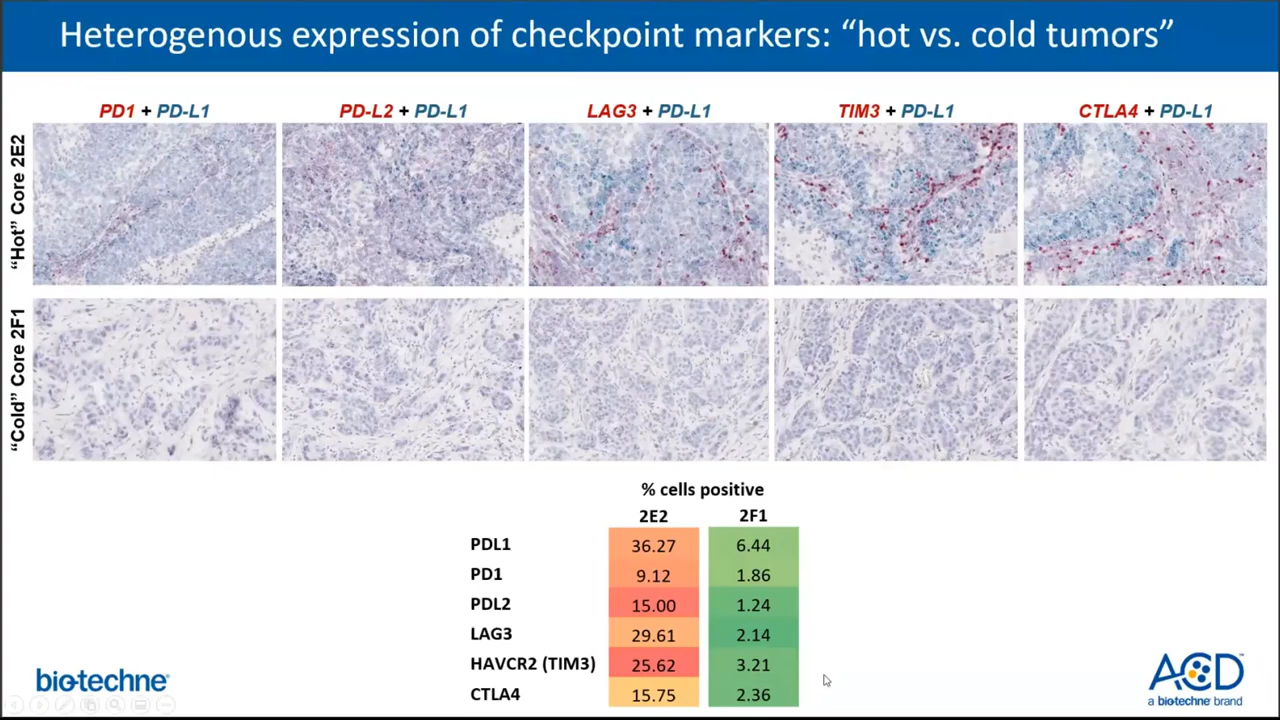 Heterogenous expression of checkpoint markers: “hot vs. cold tumors”
PD1 + PD-L1
PD-L2 + PD-L1
LAG3 + PD-L1
TIM3 + PD-L1
CTLA4 + PD-L1
“Hot” Core 2E2
“Cold” Core 2F1
% cells positive
2E2 2F1
PDL1 36.27 6.44
PD1 9.12 1.86
PDL2 15.00 1.24
LAG3 29.61 2.14
HAVCR2 (TIM3) 25.62 3.21
CTLA4 15.75 2.36
bio-techne®
ACD™
a biotechne brand